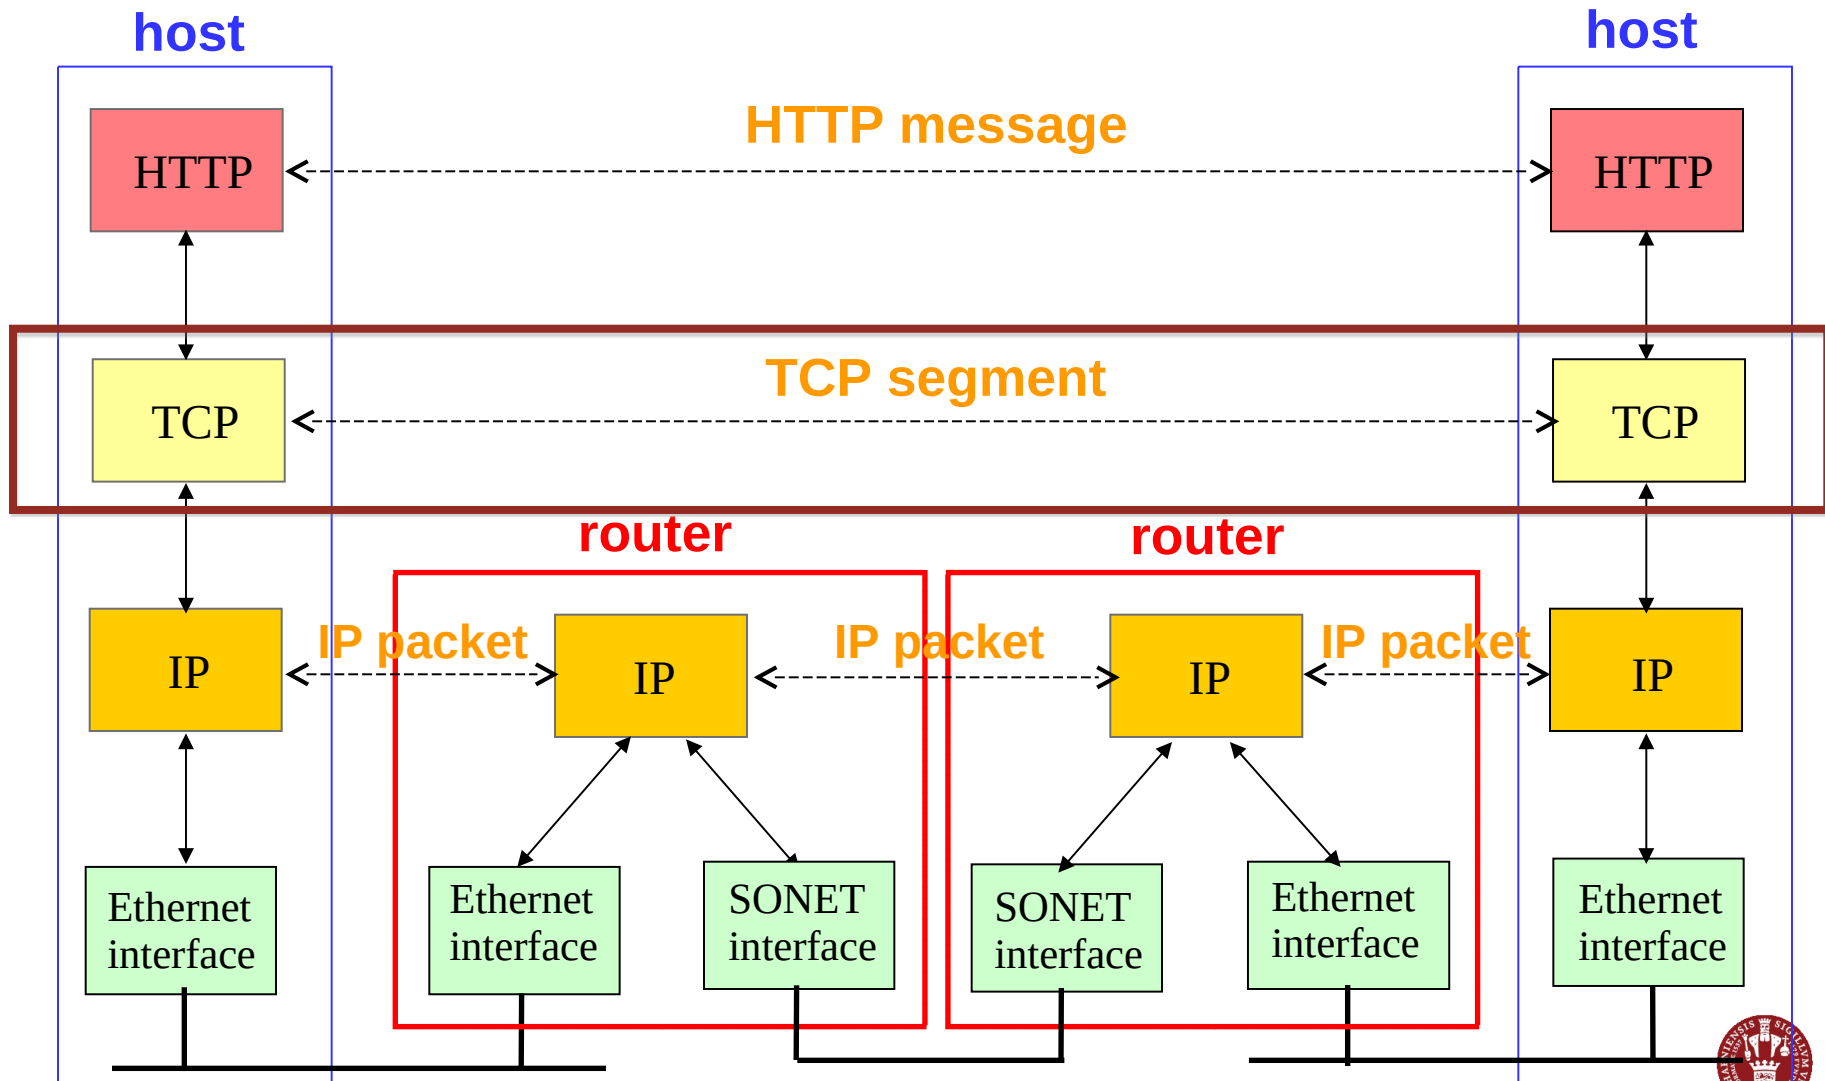 host
host
HTTP message
HTTP
HTTP
TCP segment
TCP
TCP
router
router
IP packet
IP packet
IP packet
IP
IP
IP
IP
Ethernet
interface
Ethernet
interface
SONET
interface
SONET
interface
Ethernet
interface
Ethernet
interface